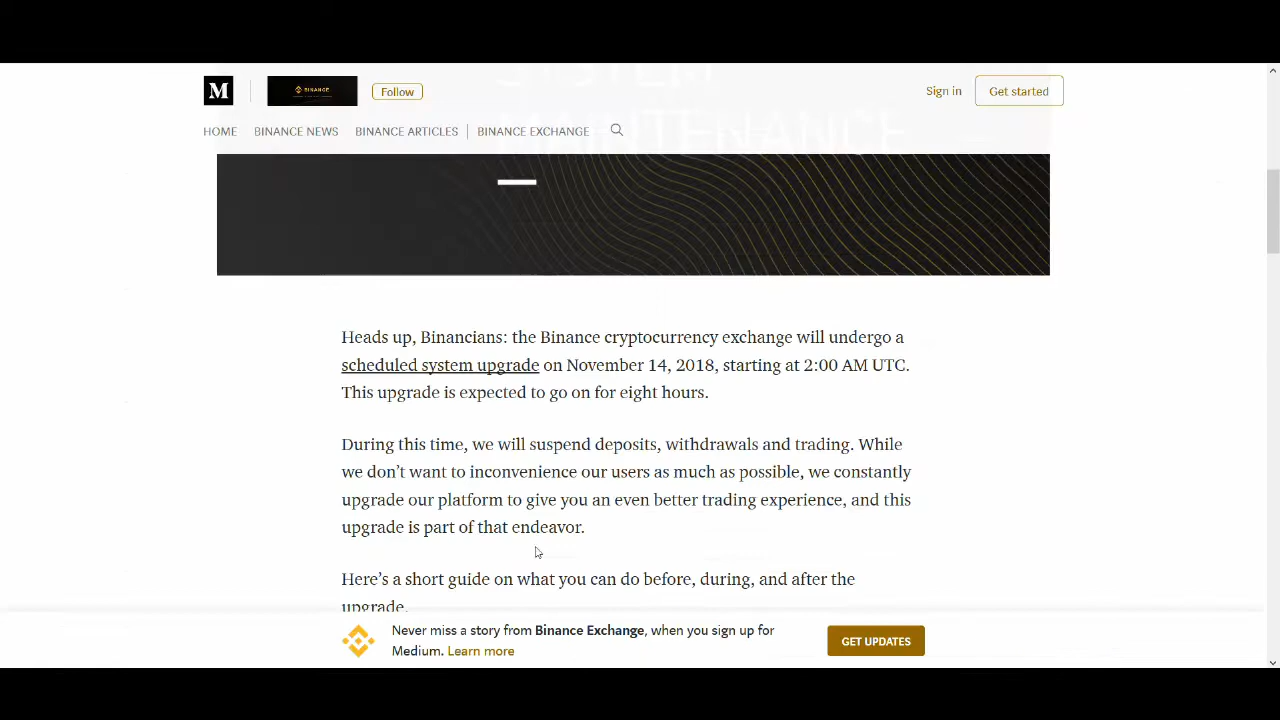 SYSTEM
MAINTENANCE
M
BINANCE
Follow
Sign in
Get started
HOME
BINANCE NEWS
BINANCE ARTICLES
BINANCE EXCHANGE
Heads up, Binancians: the Binance cryptocurrency exchange will undergo a
scheduled system upgrade on November 14, 2018, starting at 2:00 AM UTC.
This upgrade is expected to go on for eight hours.
During this time, we will suspend deposits, withdrawals and trading. While
we don’t want to inconvenience our users as much as possible, we constantly
upgrade our platform to give you an even better trading experience, and this
upgrade is part of that endeavor.
Here’s a short guide on what you can do before, during, and after the
upgrade.
Never miss a story from Binance Exchange, when you sign up for
Medium. Learn more
GET UPDATES